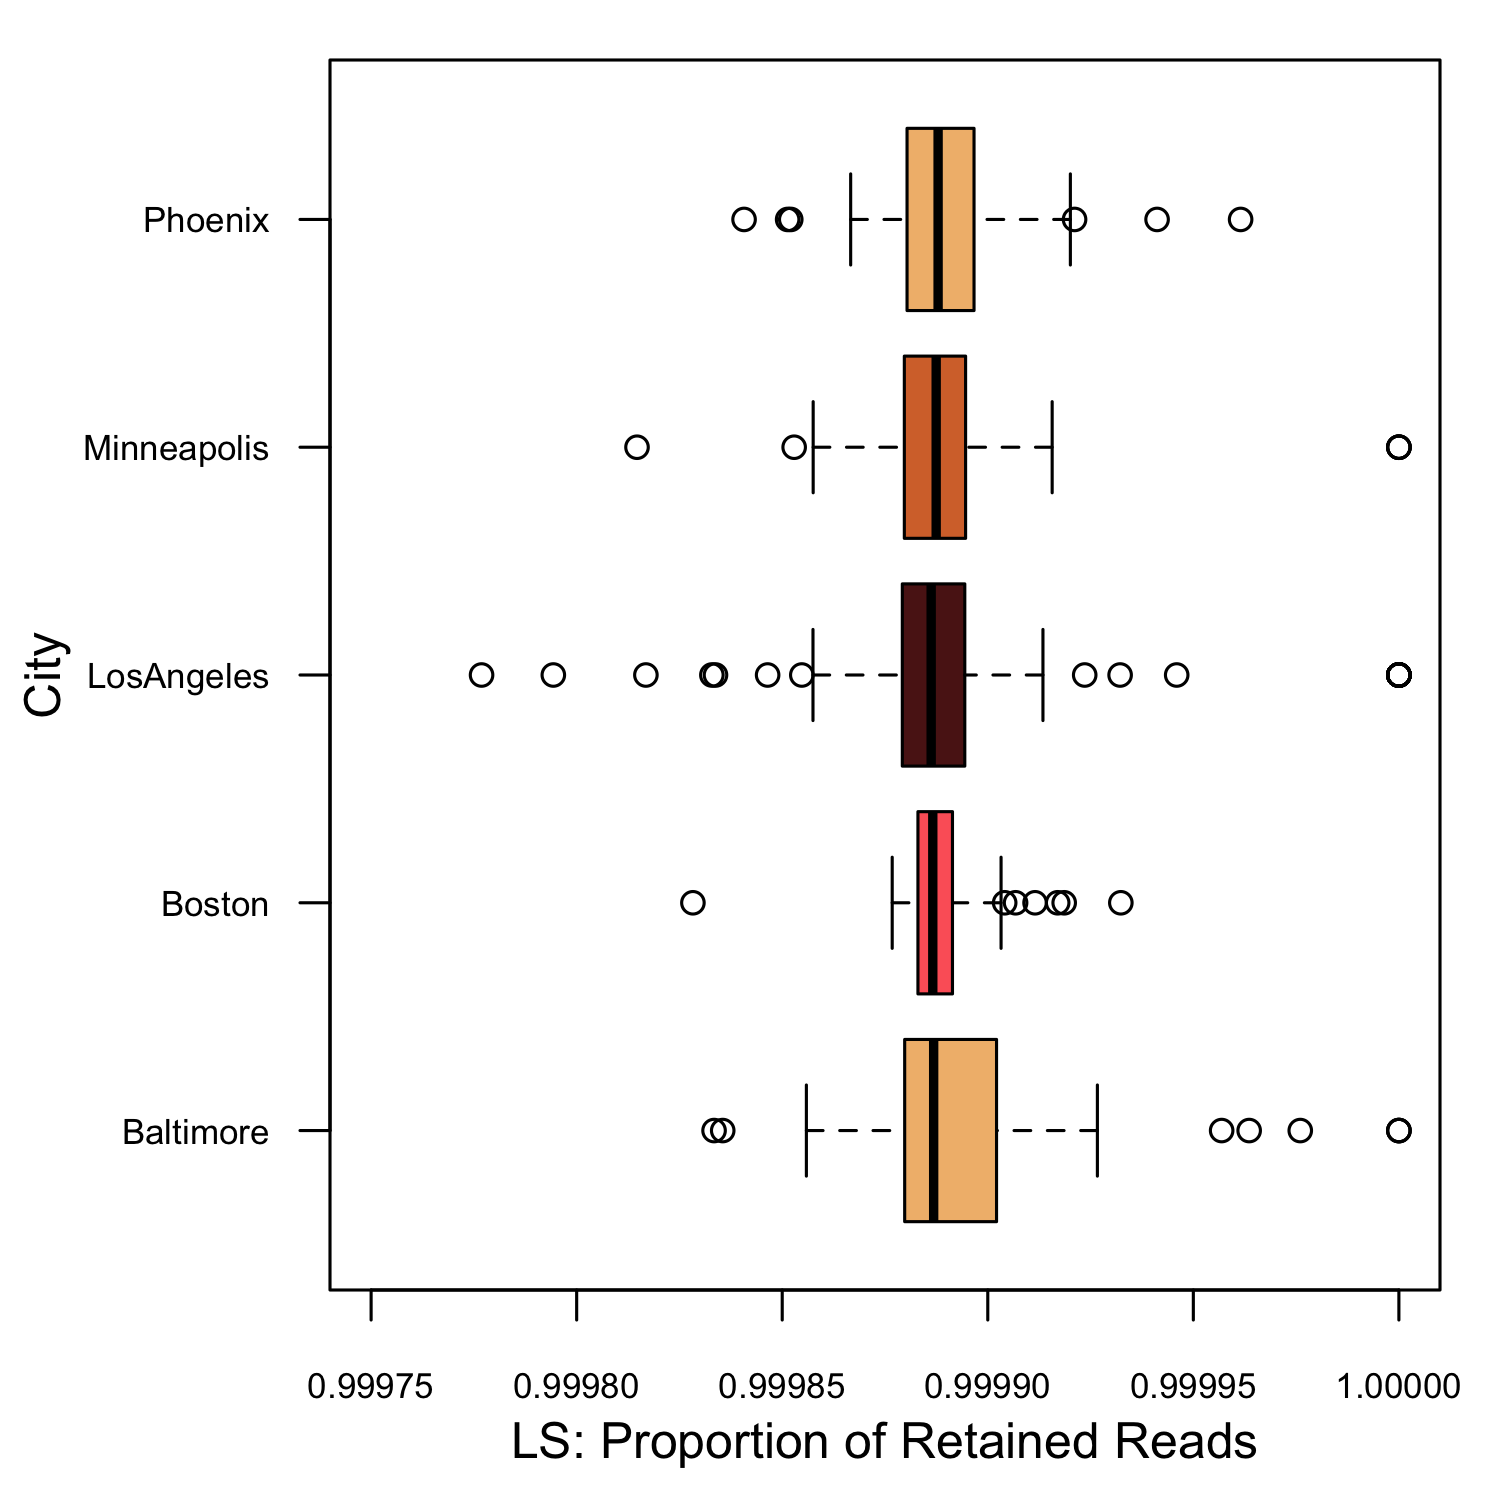 Phoenix
Minneapolis
LosAngeles
Boston
Baltimore
City
0.99975 0.99980 0.99985 0.99990 0.99995 1.00000
LS: Proportion of Retained Reads